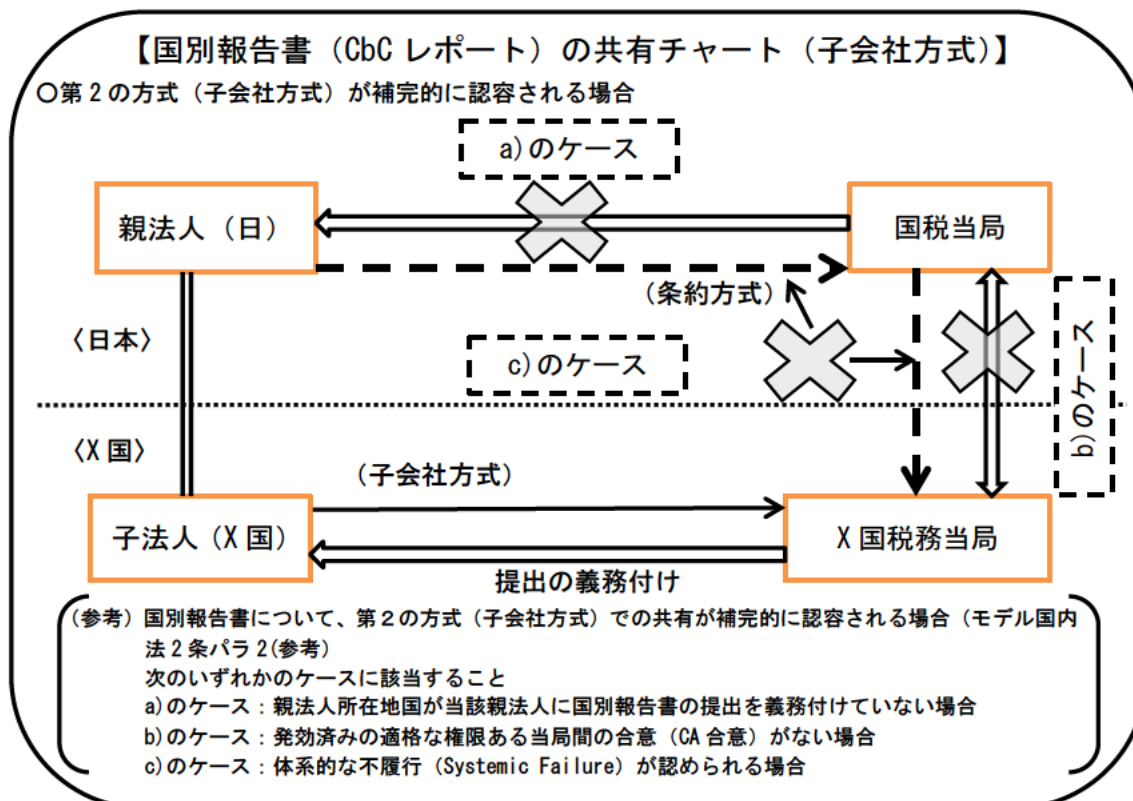 【国別報告書（CbC レポート）の共有チャート（子会社方式）】
○第２の方式（子会社方式）が補完的に認容される場合
a)のケース
親法人（日）
国税当局
（条約方式）
〈日本〉
c)のケース
b)のケース
〈X 国〉
（子会社方式）
子法人（X 国）
X 国税務当局
提出の義務付け
（参考）国別報告書について、第２の方式（子会社方式）での共有が補完的に認容される場合（モデル国内
法２条パラ２(参考)
次のいずれかのケースに該当すること
a)のケース：親法人所在地国が当該親法人に国別報告書の提出を義務付けていない場合
b)のケース：発効済みの適格な権限ある当局間の合意（CA 合意）がない場合
c)のケース：体系的な不履行（Systemic Failure）が認められる場合